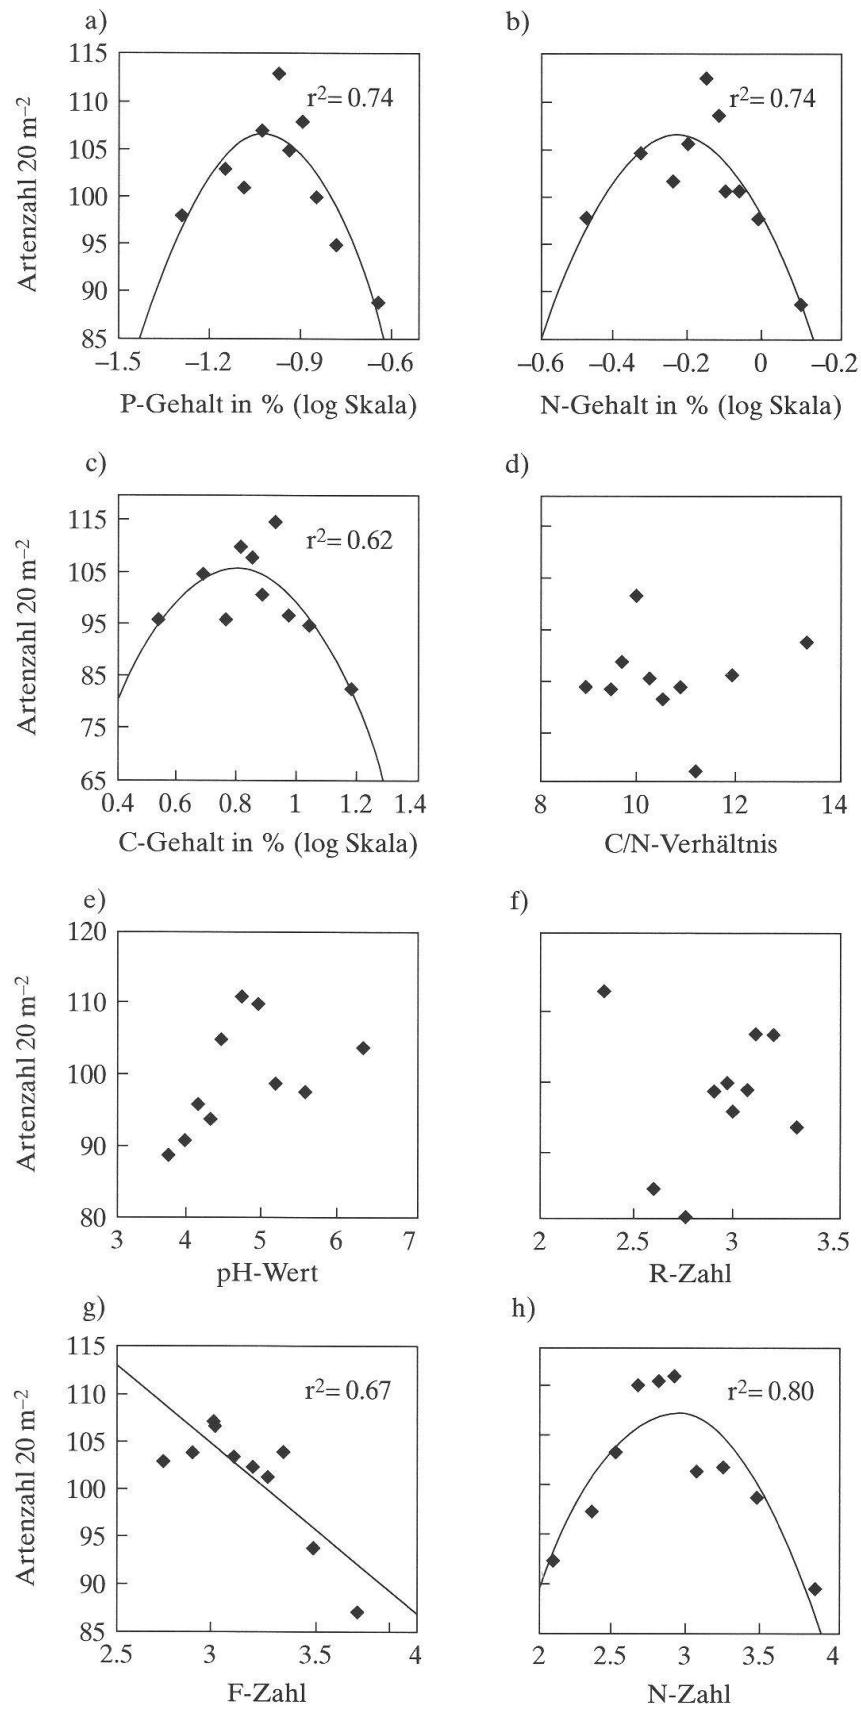 a) b)
115
110
105
100
95
90
85
Artenzahl 20 m–2
r2= 0.74 r2= 0.74
–1.5 –1.2 –0.9 –0.6 –0.6 –0.4 –0.2 0 –0.2
P-Gehalt in % (log Skala) N-Gehalt in % (log Skala)
c) d)
115
105
95
85
75
65
Artenzahl 20 m–2
r2= 0.62
0.4 0.6 0.8 1 1.2 1.4 8 10 12 14
C-Gehalt in % (log Skala) C/N-Verhältnis
e) f)
120
110
100
90
80
Artenzahl 20 m–2
3 4 5 6 7 2 2.5 3 3.5
pH-Wert R-Zahl
g) h)
115
110
105
100
95
90
85
Artenzahl 20 m–2
r2= 0.67 r2= 0.80
2.5 3 3.5 4 2 2.5 3 3.5 4
F-Zahl N-Zahl